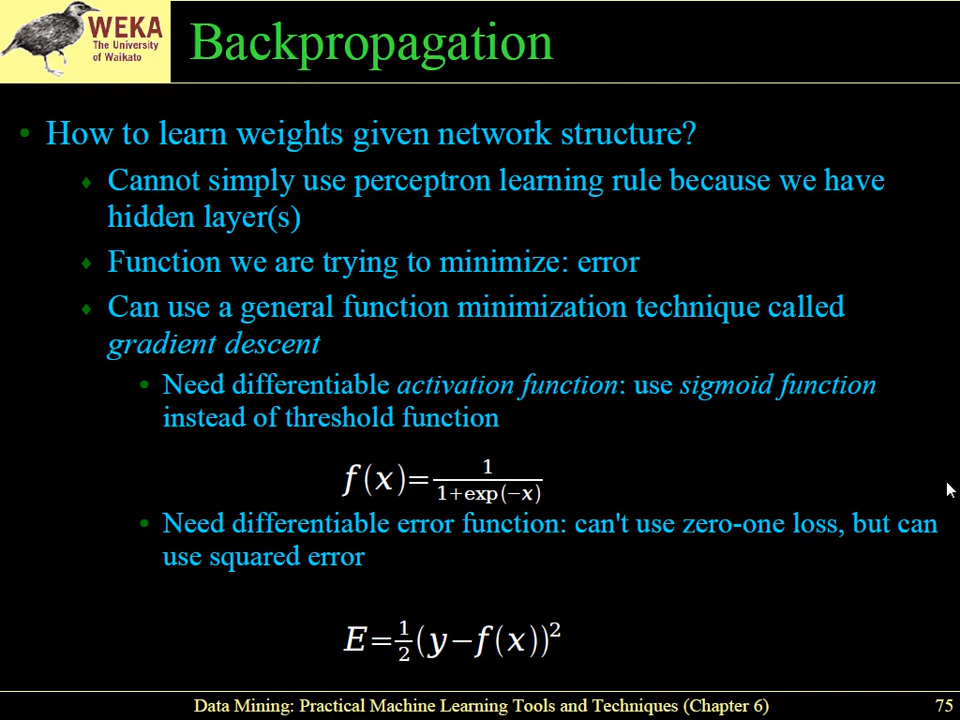 WEKA
The University
of Waikato
Backpropagation
• How to learn weights given network structure?
♦ Cannot simply use perceptron learning rule because we have
hidden layer(s)
♦ Function we are trying to minimize: error
♦ Can use a general function minimization technique called
gradient descent
• Need differentiable activation function: use sigmoid function
instead of threshold function
f(x)=1/(1+exp(−x))
• Need differentiable error function: can't use zero-one loss, but can
use squared error
E=½(y−f(x))²
Data Mining: Practical Machine Learning Tools and Techniques (Chapter 6) 75